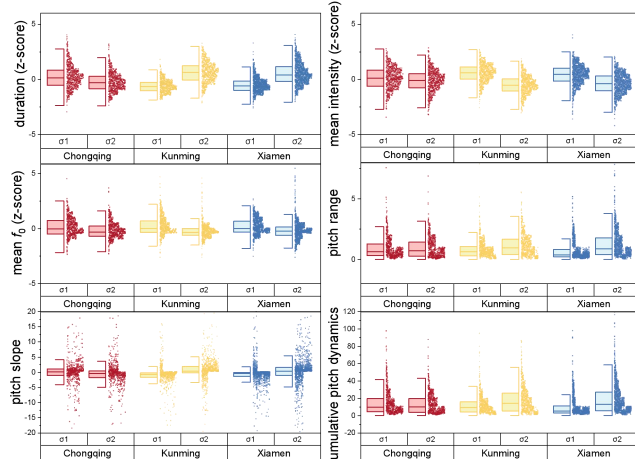 duration (z-score)
5
0
-5
σ1 σ2 σ1 σ2 σ1 σ2
Chongqing Kunming Xiamen
mean intensity (z-score)
5
0
-5
σ1 σ2 σ1 σ2 σ1 σ2
Chongqing Kunming Xiamen
mean f0 (z-score)
5
0
-5
σ1 σ2 σ1 σ2 σ1 σ2
Chongqing Kunming Xiamen
pitch range
5
0
σ1 σ2 σ1 σ2 σ1 σ2
Chongqing Kunming Xiamen
pitch slope
20
15
10
5
0
-5
-10
-15
-20
σ1 σ2 σ1 σ2 σ1 σ2
Chongqing Kunming Xiamen
umulative pitch dynamics
120
100
80
60
40
20
0
-20
σ1 σ2 σ1 σ2 σ1 σ2
Chongqing Kunming Xiamen